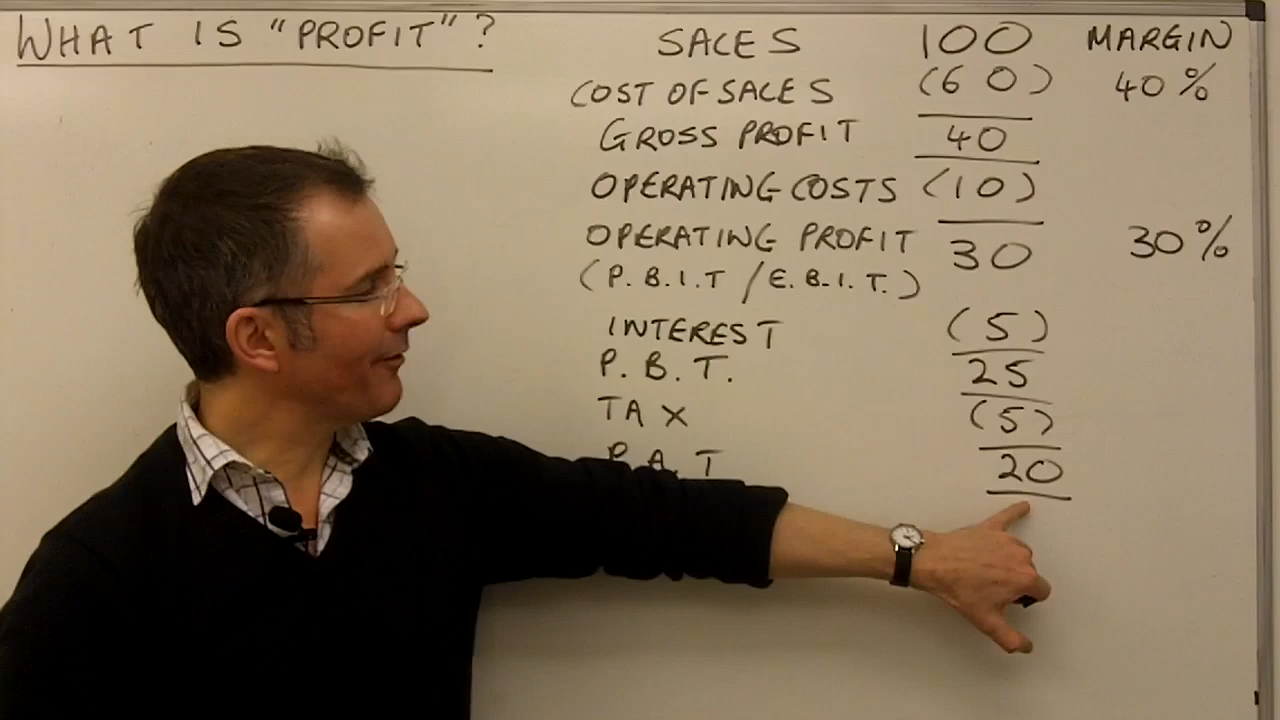 WHAT IS "PROFIT"?
SALES 100 MARGIN
COST OF SALES (60) 40%
GROSS PROFIT 40
OPERATING COSTS (10)
OPERATING PROFIT 30 30%
(P.B.I.T / E.B.I.T.)
INTEREST (5)
P.B.T. 25
TAX (5)
P.A.T 20